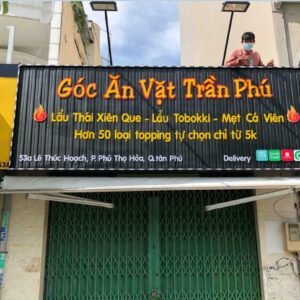 Góc Ăn Vặt Trần Phú
Lẩu Thái Xiên Que - Lẩu Tobokki - Mẹt Cá Viên
Hơn 50 loại topping tự chọn chỉ từ 5k
53a Lê Thúc Hoạch, P. Phú Thọ Hòa, Q.tân Phú
Delivery
53A